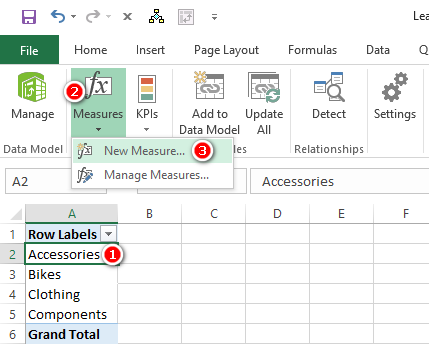 Lea
File Home Insert Page Layout Formulas Data
Manage Measures KPIs Add to Data Model Update All Detect Settings
Data Model les Relationships
2
New Measure... 3
Manage Measures...
A2 Accessories
A B C D E F
1 Row Labels
2 Accessories 1
3 Bikes
4 Clothing
5 Components
6 Grand Total